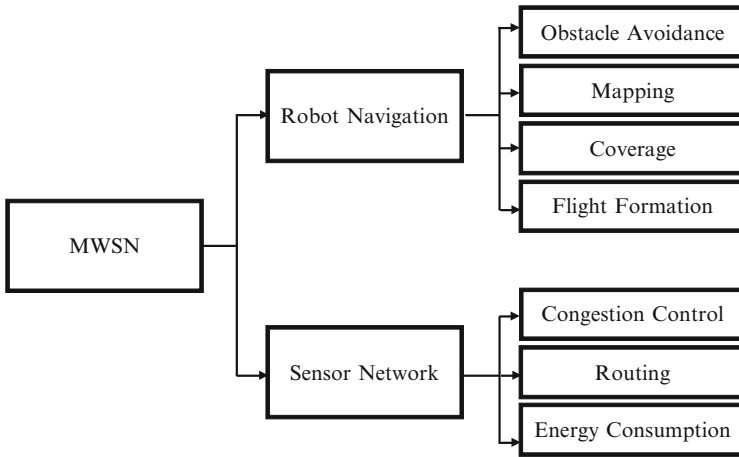 MWSN
Robot Navigation
Obstacle Avoidance
Mapping
Coverage
Flight Formation
Sensor Network
Congestion Control
Routing
Energy Consumption